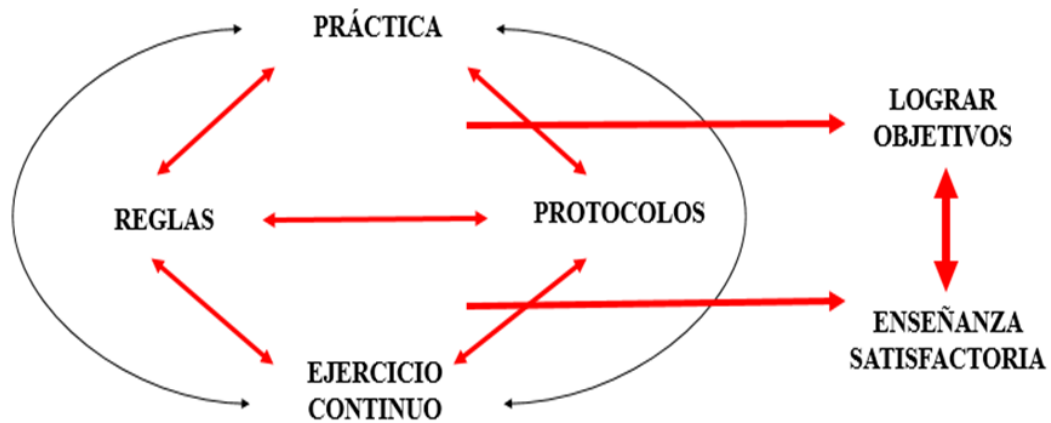 PRÁCTICA
LOGRAR
OBJETIVOS
REGLAS
PROTOCOLOS
ENSEÑANZA
SATISFACTORIA
EJERCICIO
CONTINUO